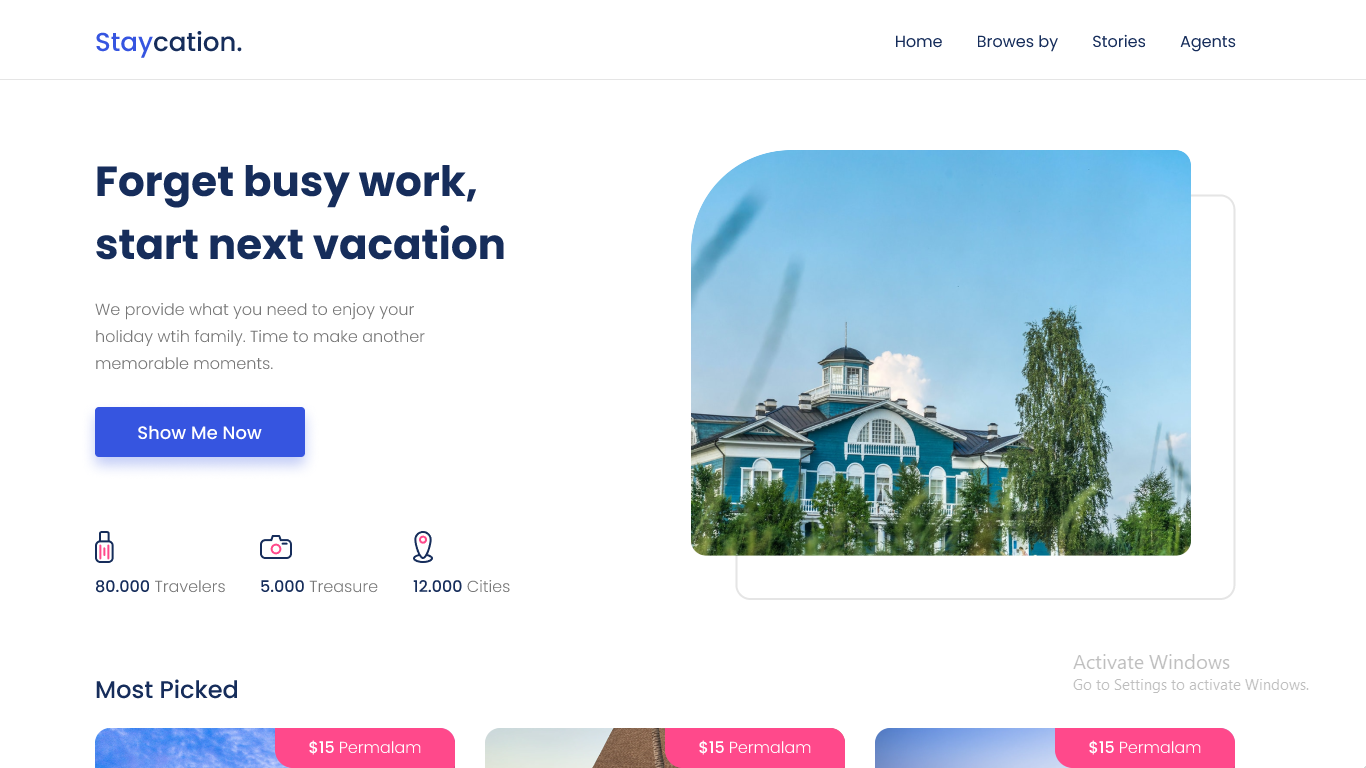 Staycation.
Home Browes by Stories Agents
Forget busy work,
start next vacation
We provide what you need to enjoy your
holiday wtih family. Time to make another
memorable moments.
Show Me Now
80.000 Travelers 5.000 Treasure 12.000 Cities
Activate Windows
Go to Settings to activate Windows.
Most Picked
$15 Permalam $15 Permalam $15 Permalam